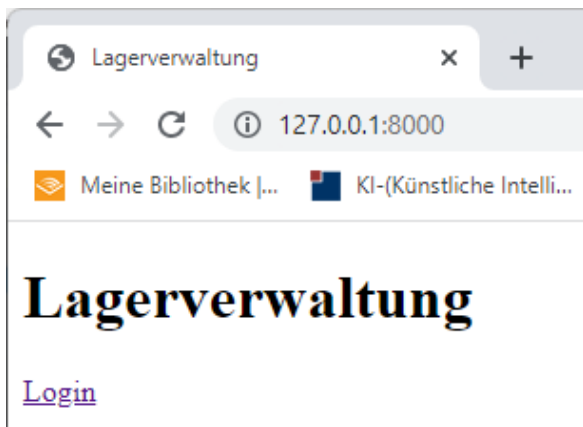 Lagerverwaltung
127.0.0.1:8000
Meine Bibliothek |... KI-(Künstliche Intelli...
Lagerverwaltung
Login